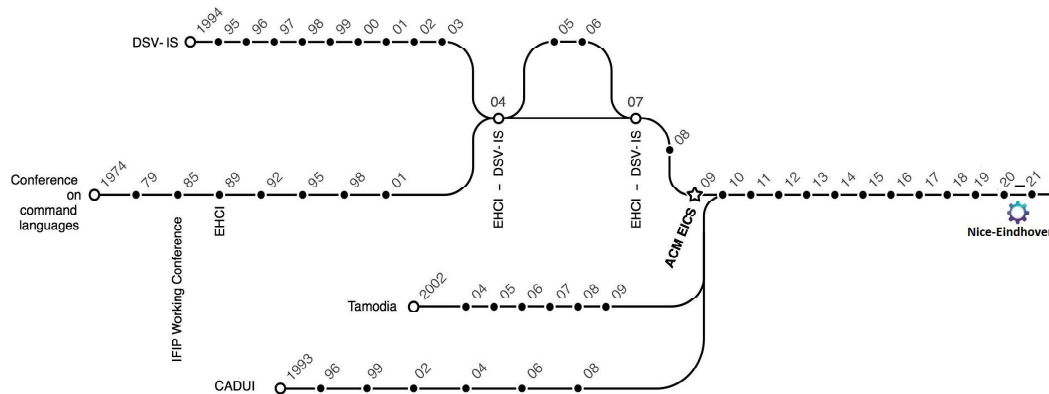 1994 95 96 97 98 99 00 01 02 03 05 06
DSV- IS
04 07
08
1974 79 85 89 92 95 98 01
Conference
on
command
languages
IFIP Working Conference
EHCI
EHCI - DSV- IS
EHCI - DSV- IS
ACM EICS
09 10 11 12 13 14 15 16 17 18 19 20_21
Nice-Eindhoven
2002 04 05 06 07 08 09
Tamodia
1993 96 99 02 04 06 08
CADUI